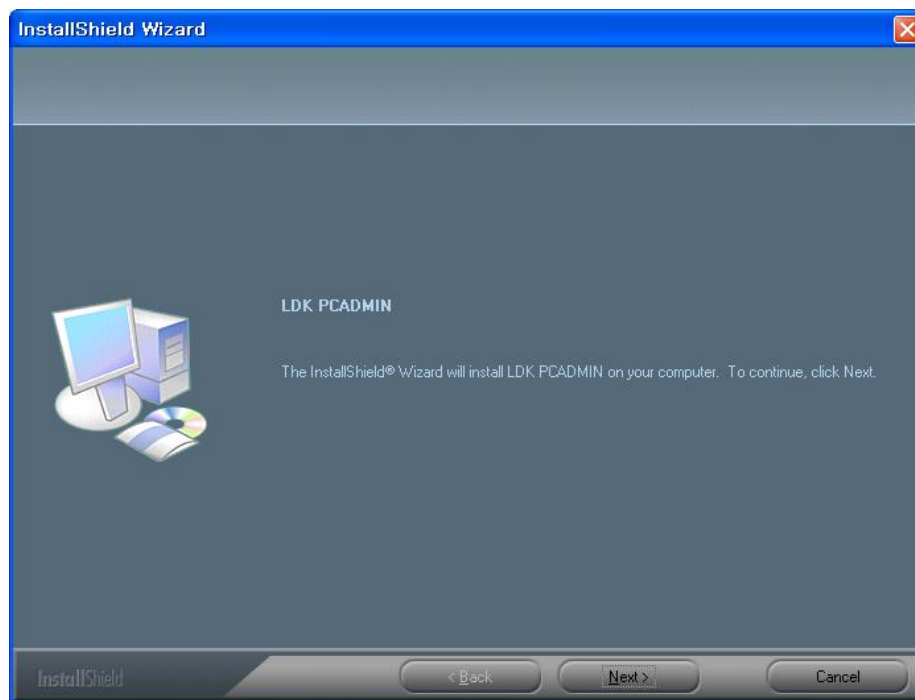 InstallShield Wizard
LDK PCADMIN
The InstallShield® Wizard will install LDK PCADMIN on your computer. To continue, click Next.
InstallShield
< Back
Next >
Cancel